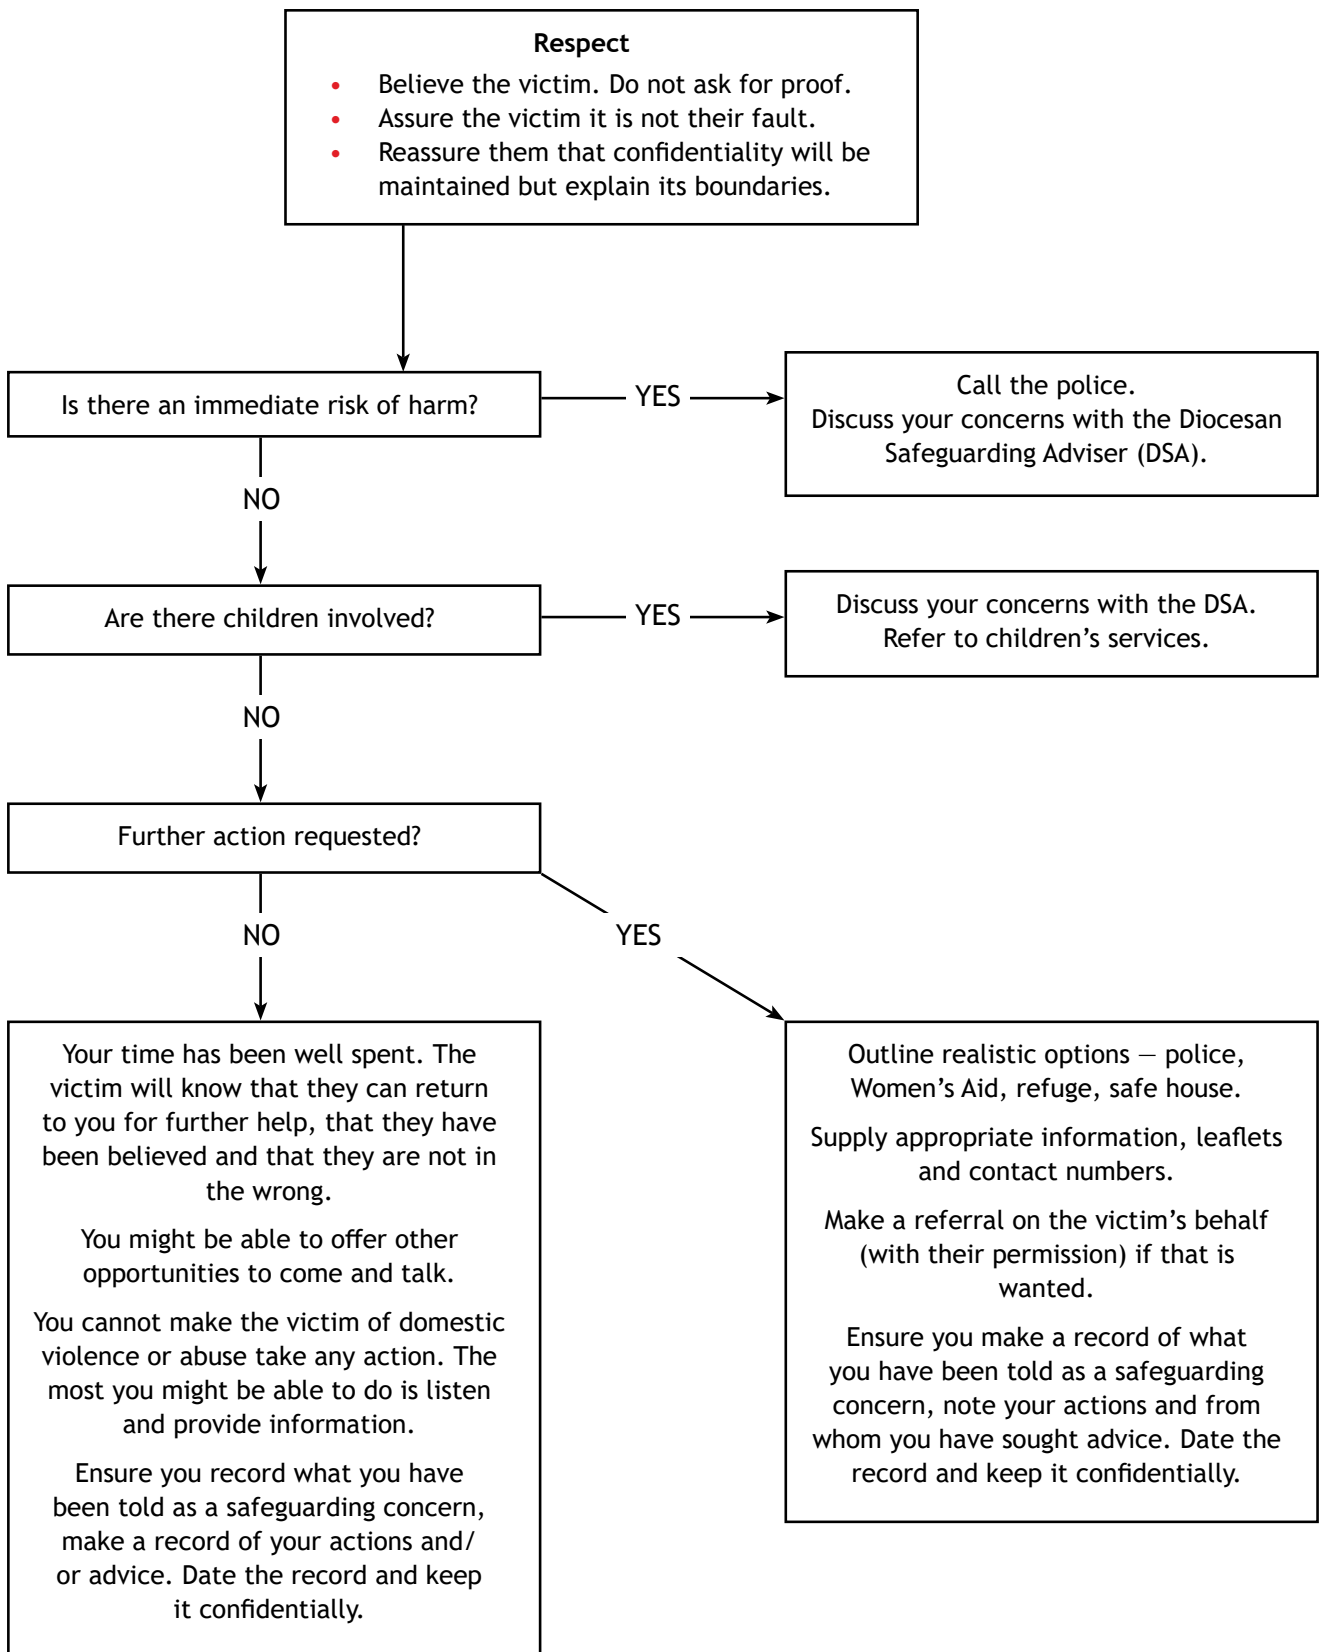 Respect
• Believe the victim. Do not ask for proof.
• Assure the victim it is not their fault.
• Reassure them that confidentiality will be
maintained but explain its boundaries.
Is there an immediate risk of harm?
YES
Call the police.
Discuss your concerns with the Diocesan
Safeguarding Adviser (DSA).
NO
Are there children involved?
YES
Discuss your concerns with the DSA.
Refer to children’s services.
NO
Further action requested?
NO
YES
Your time has been well spent. The
victim will know that they can return
to you for further help, that they have
been believed and that they are not in
the wrong.
You might be able to offer other
opportunities to come and talk.
You cannot make the victim of domestic
violence or abuse take any action. The
most you might be able to do is listen
and provide information.
Ensure you record what you have
been told as a safeguarding concern,
make a record of your actions and/
or advice. Date the record and keep
it confidentially.
Outline realistic options — police,
Women’s Aid, refuge, safe house.
Supply appropriate information, leaflets
and contact numbers.
Make a referral on the victim’s behalf
(with their permission) if that is
wanted.
Ensure you make a record of what
you have been told as a safeguarding
concern, note your actions and from
whom you have sought advice. Date the
record and keep it confidentially.